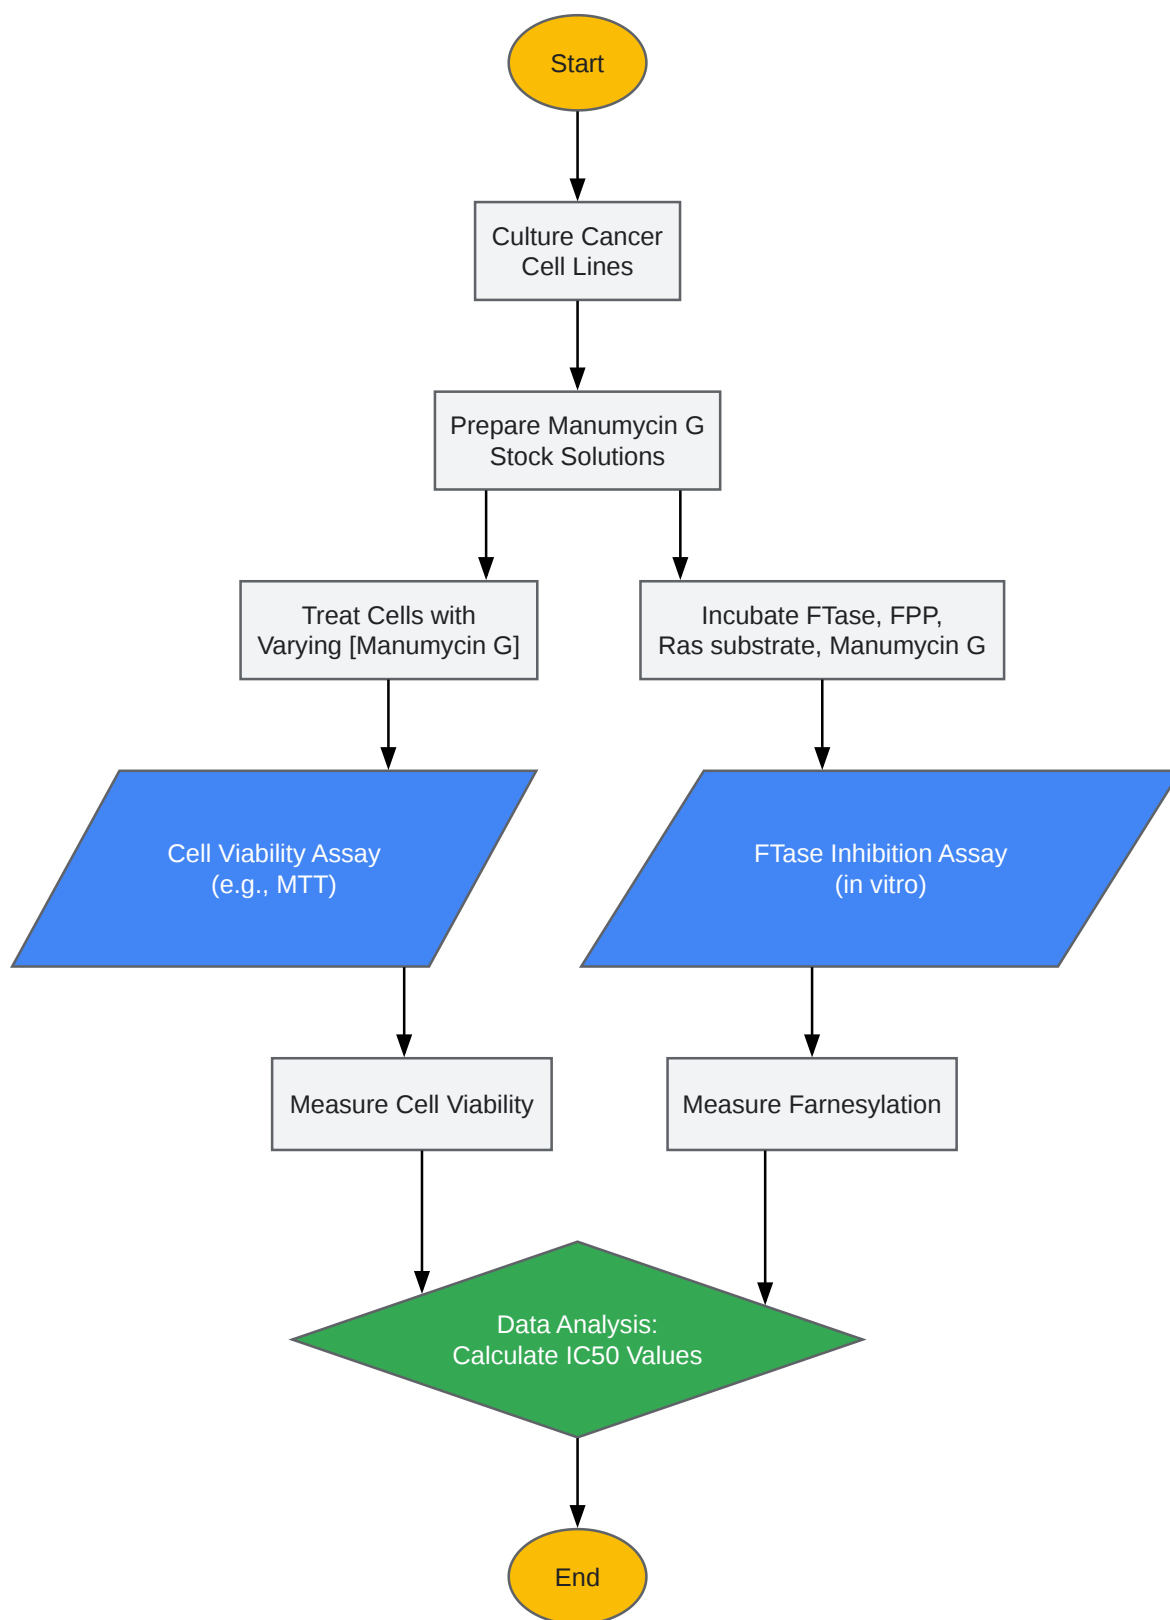 Start
Culture Cancer
Cell Lines
Prepare Manumycin G
Stock Solutions
Treat Cells with
Varying [Manumycin G]
Incubate FTase, FPP,
Ras substrate, Manumycin G
Cell Viability Assay
(e.g., MTT)
FTase Inhibition Assay
(in vitro)
Measure Cell Viability
Measure Farnesylation
Data Analysis:
Calculate IC50 Values
End